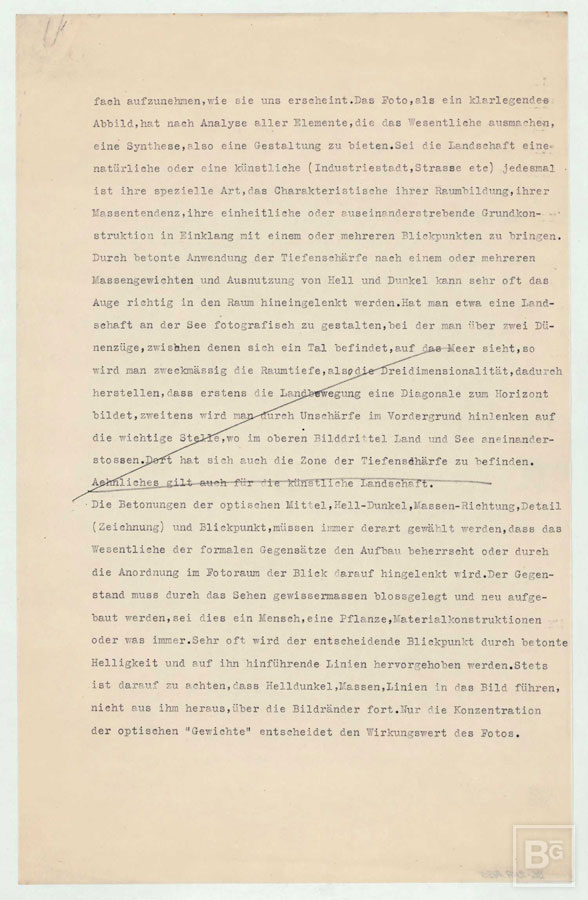 fach aufzunehmen,wie sie uns erscheint.Das Foto,als ein klarlegendes
Abbild,hat nach Analyse aller Elemente,die das Wesentliche ausmachen,
eine Synthese,also eine Gestaltung zu bieten.Sei die Landschaft eine
natürliche oder eine künstliche (Industriestadt,Strasse etc) jedesmal
ist ihre spezielle Art,das Charakteristische ihrer Raumbildung,ihrer
Massentendenz,ihre einheitliche oder auseinanderstrebende Grundkon-
struktion in Einklang mit einem oder mehreren Blickpunkten zu bringen.
Durch betonte Anwendung der Tiefenschärfe nach einem oder mehreren
Massengewichten und Ausnutzung von Hell und Dunkel kann sehr oft das
Auge richtig in den Raum hineingelenkt werden.Hat man etwa eine Land-
schaft an der See fotografisch zu gestalten,bei der man über zwei Dü-
nenzüge,zwischen denen sich ein Tal befindet,auf das Meer sieht,so
wird man zweckmässig die Raumtiefe,also die Dreidimensionalität,dadurch
herstellen,dass erstens die Landbewegung eine Diagonale zum Horizont
bildet,zweitens wird man durch Unschärfe im Vordergrund hinlenken auf
die wichtige Stelle,wo im oberen Bilddrittel Land und See aneinander-
stossen.Dort hat sich auch die Zone der Tiefenschärfe zu befinden.
Aehnliches gilt auch für die künstliche Landschaft.
Die Betonungen der optischen Mittel,Hell-Dunkel,Massen-Richtung,Detail
(Zeichnung) und Blickpunkt,müssen immer derart gewählt werden,dass das
Wesentliche der formalen Gegensätze den Aufbau beherrscht oder durch
die Anordnung im Fotoraum der Blick darauf hingelenkt wird.Der Gegen-
stand muss durch das Sehen gewissermassen blossgelegt und neu aufge-
baut werden,sei dies ein Mensch,eine Pflanze,Materialkonstruktionen
oder was immer.Sehr oft wird der entscheidende Blickpunkt durch betonte
Helligkeit und auf ihn hinführende Linien hervorgehoben werden.Stets
ist darauf zu achten,dass Helldunkel,Massen,Linien in das Bild führen,
nicht aus ihm heraus,über die Bildränder fort.Nur die Konzentration
der optischen "Gewichte" entscheidet den Wirkungswert des Fotos.
BG